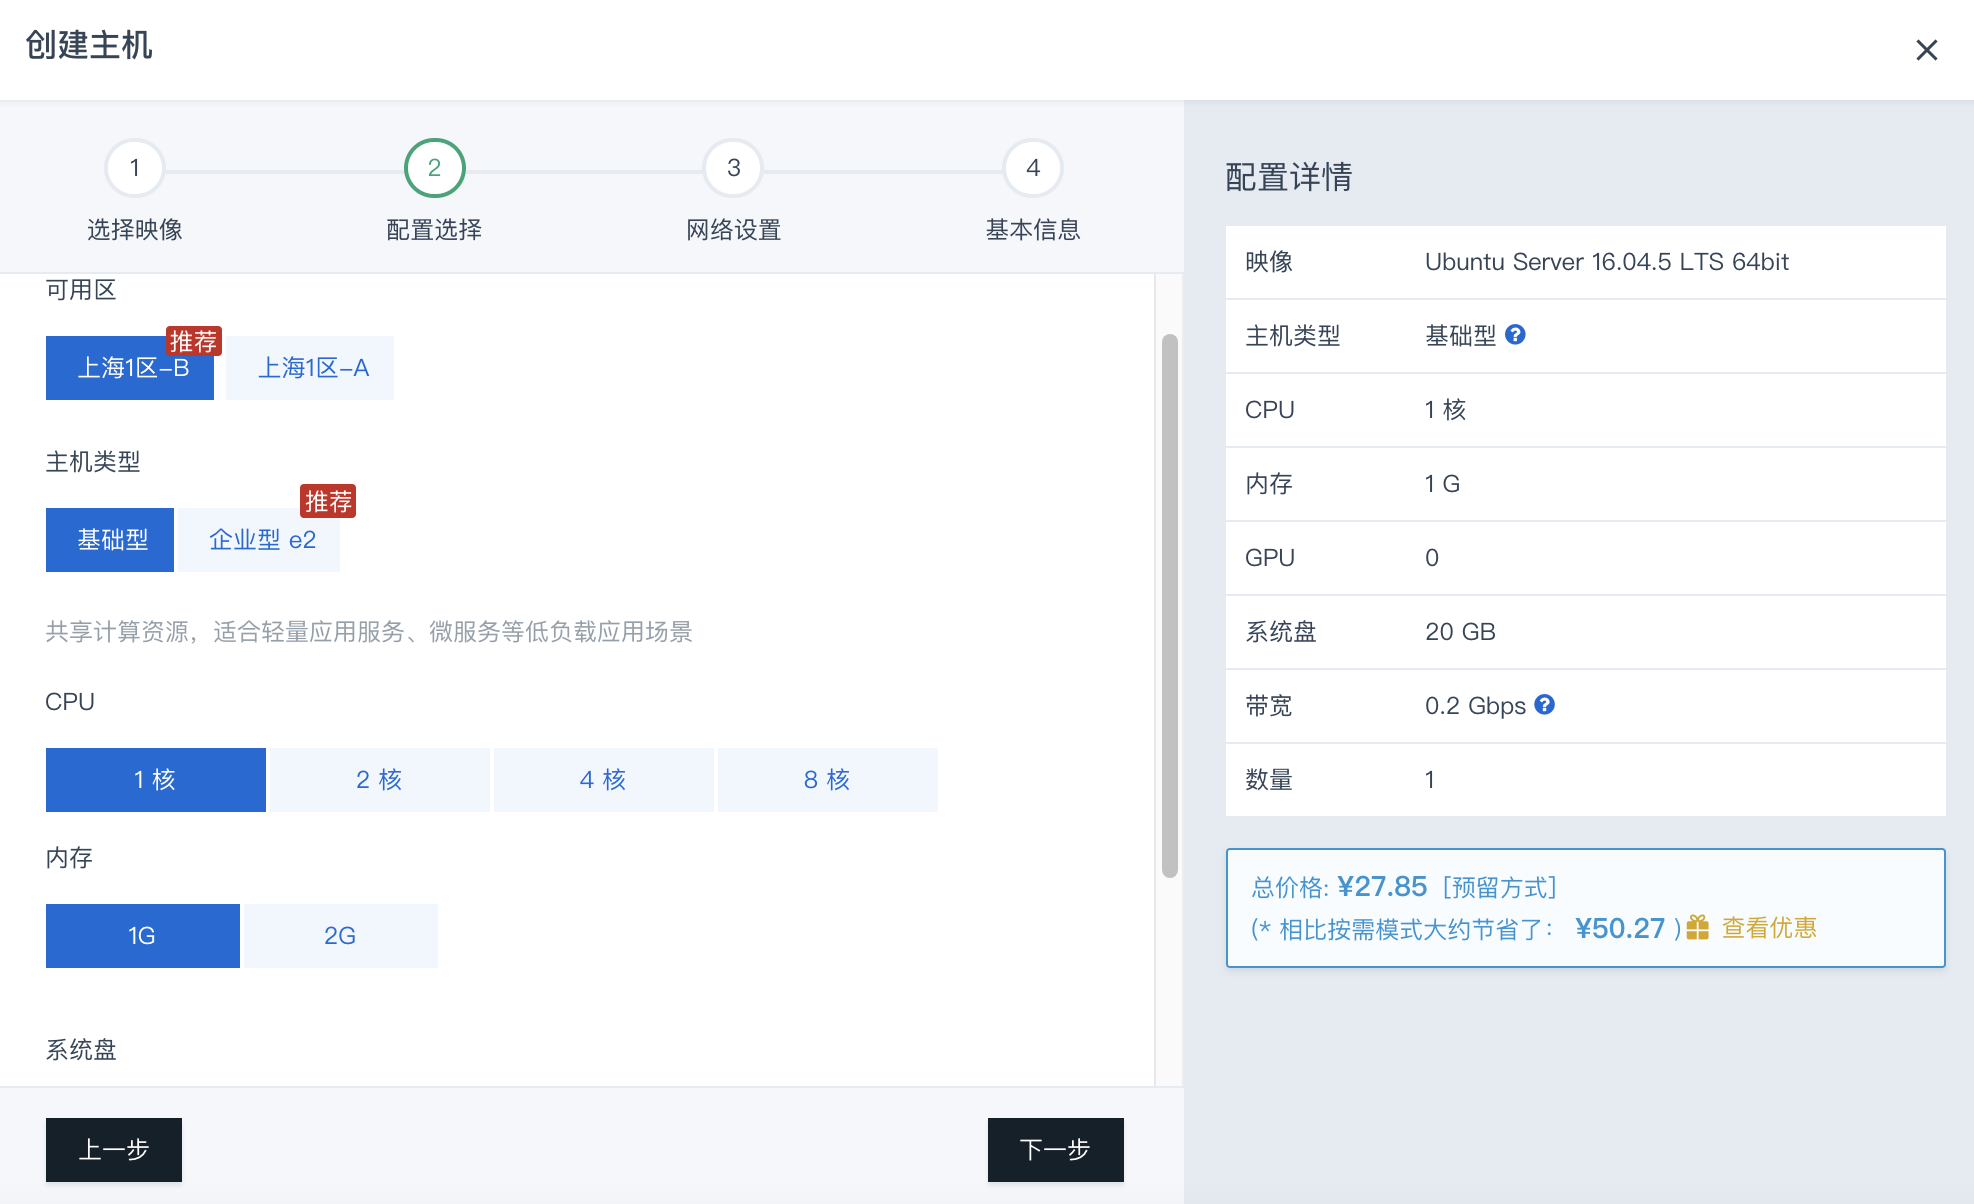 创建主机
1
2
3
4
选择映像
配置选择
网络设置
基本信息
可用区
推荐
上海1区-B
上海1区-A
主机类型
推荐
基础型
企业型 e2
共享计算资源，适合轻量应用服务、微服务等低负载应用场景
CPU
1 核
2 核
4 核
8 核
内存
1G
2G
系统盘
上一步
下一步
配置详情
映像 Ubuntu Server 16.04.5 LTS 64bit
主机类型 基础型 ?
CPU 1 核
内存 1 G
GPU 0
系统盘 20 GB
带宽 0.2 Gbps ?
数量 1
总价格: ¥27.85 [预留方式]
(* 相比按需模式大约节省了： ¥50.27 ) 查看优惠